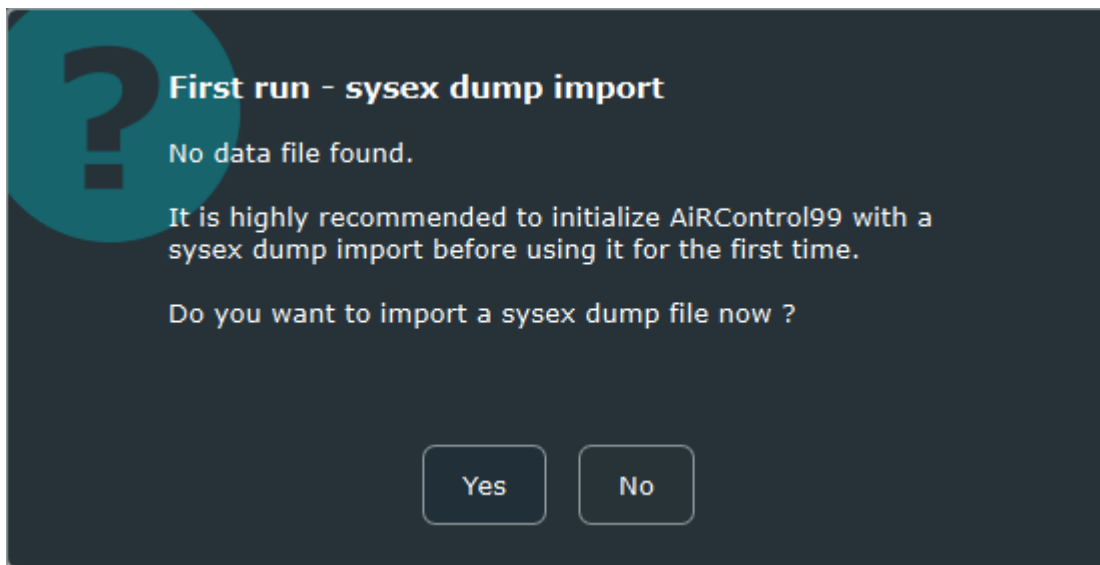 ?
First run - sysex dump import
No data file found.
It is highly recommended to initialize AiRControl99 with a
sysex dump import before using it for the first time.
Do you want to import a sysex dump file now ?
Yes
No